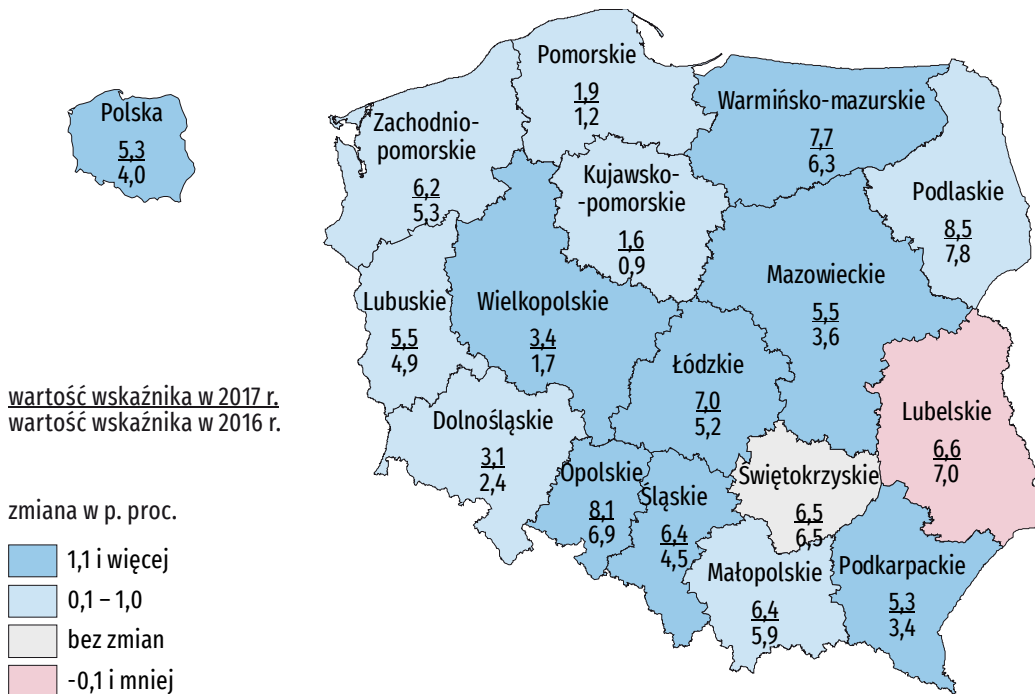 Polska
5,3
4,0
Pomorskie
1,9
1,2
Warmińsko-mazurskie
7,7
6,3
Zachodnio-
pomorskie
6,2
5,3
Kujawsko-
-pomorskie
1,6
0,9
Podlaskie
8,5
7,8
Mazowieckie
5,5
3,6
Lubuskie
5,5
4,9
Wielkopolskie
3,4
1,7
Łódzkie
7,0
5,2
Lubelskie
6,6
7,0
Dolnośląskie
3,1
2,4
Opolskie
8,1
6,9
Śląskie
6,4
4,5
Świętokrzyskie
6,5
6,5
Małopolskie
6,4
5,9
Podkarpackie
5,3
3,4
wartość wskaźnika w 2017 r.
wartość wskaźnika w 2016 r.
zmiana w p. proc.
1,1 i więcej
0,1 – 1,0
bez zmian
-0,1 i mniej